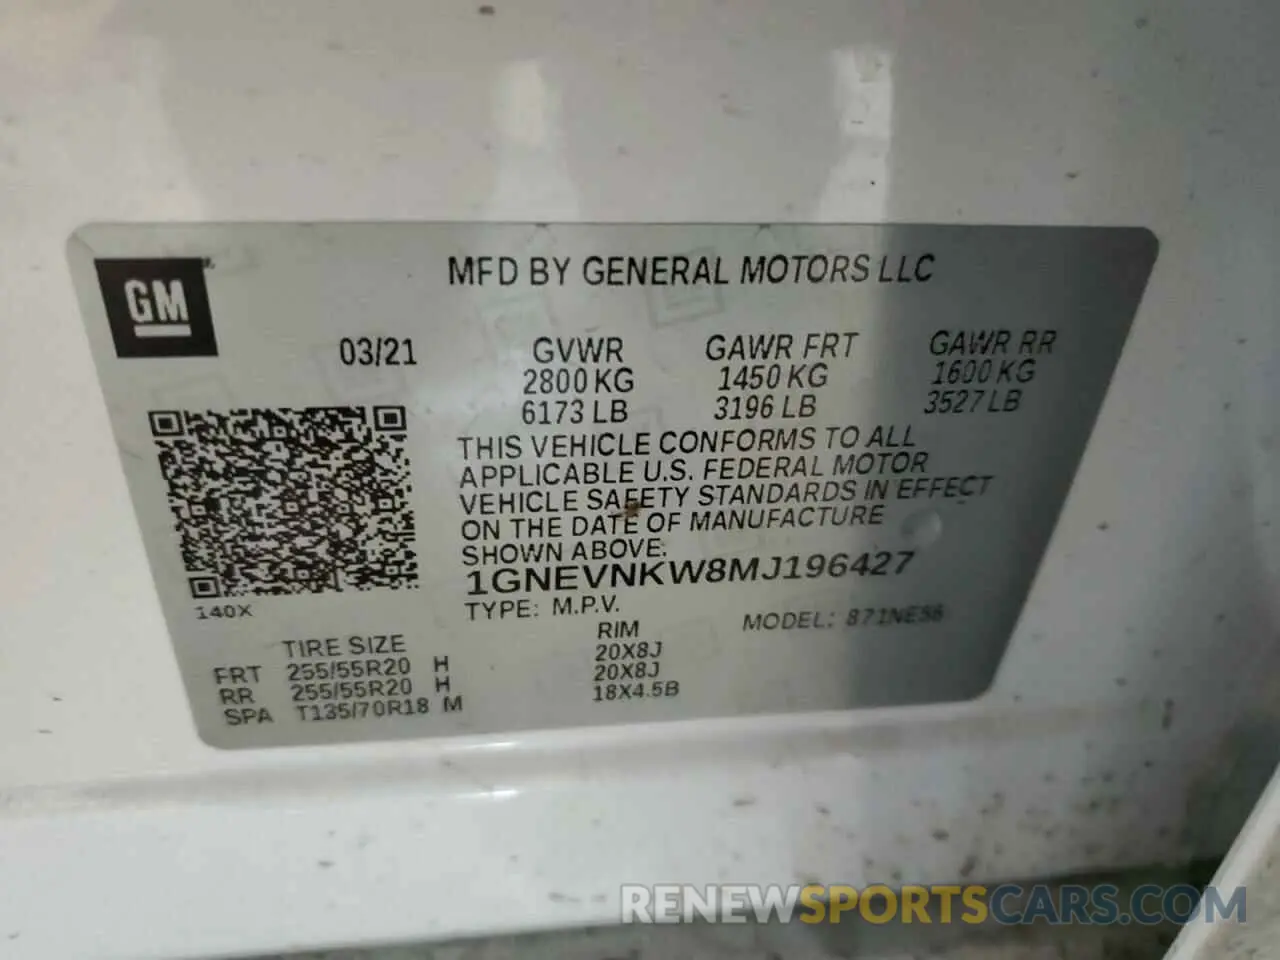 GM
MFD BY GENERAL MOTORS LLC
03/21 GVWR GAWR FRT GAWR RR
2800 KG 1450 KG 1600 KG
6173 LB 3196 LB 3527 LB
THIS VEHICLE CONFORMS TO ALL
APPLICABLE U.S. FEDERAL MOTOR
VEHICLE SAFETY STANDARDS IN EFFECT
ON THE DATE OF MANUFACTURE
SHOWN ABOVE:
1GNEVNKW8MJ196427
140X
TYPE: M.P.V. MODEL:
TIRE SIZE RIM
FRT 255/55R20 H 20X8J
RR 255/55R20 H 20X8J
SPA T135/70R18 M 18X4.5B
RENEWSPORTSCARS.COM